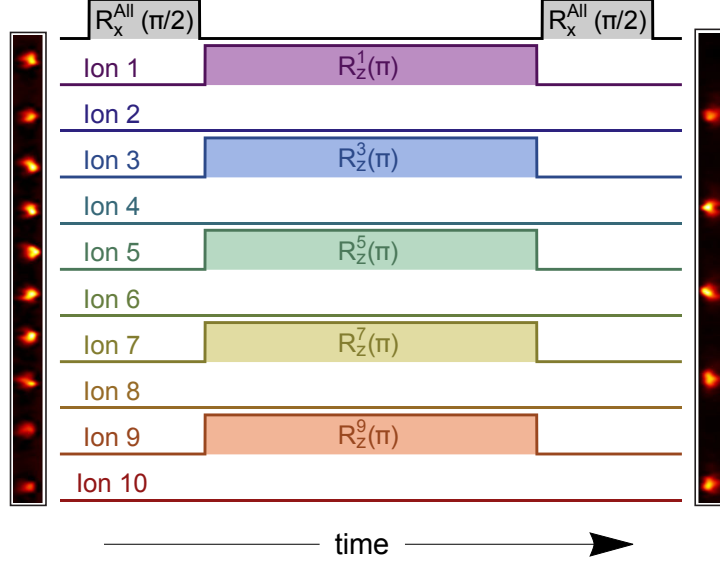 R_x^All (π/2) R_x^All (π/2)
Ion 1 R_z^1(π)
Ion 2
Ion 3 R_z^3(π)
Ion 4
Ion 5 R_z^5(π)
Ion 6
Ion 7 R_z^7(π)
Ion 8
Ion 9 R_z^9(π)
Ion 10
time